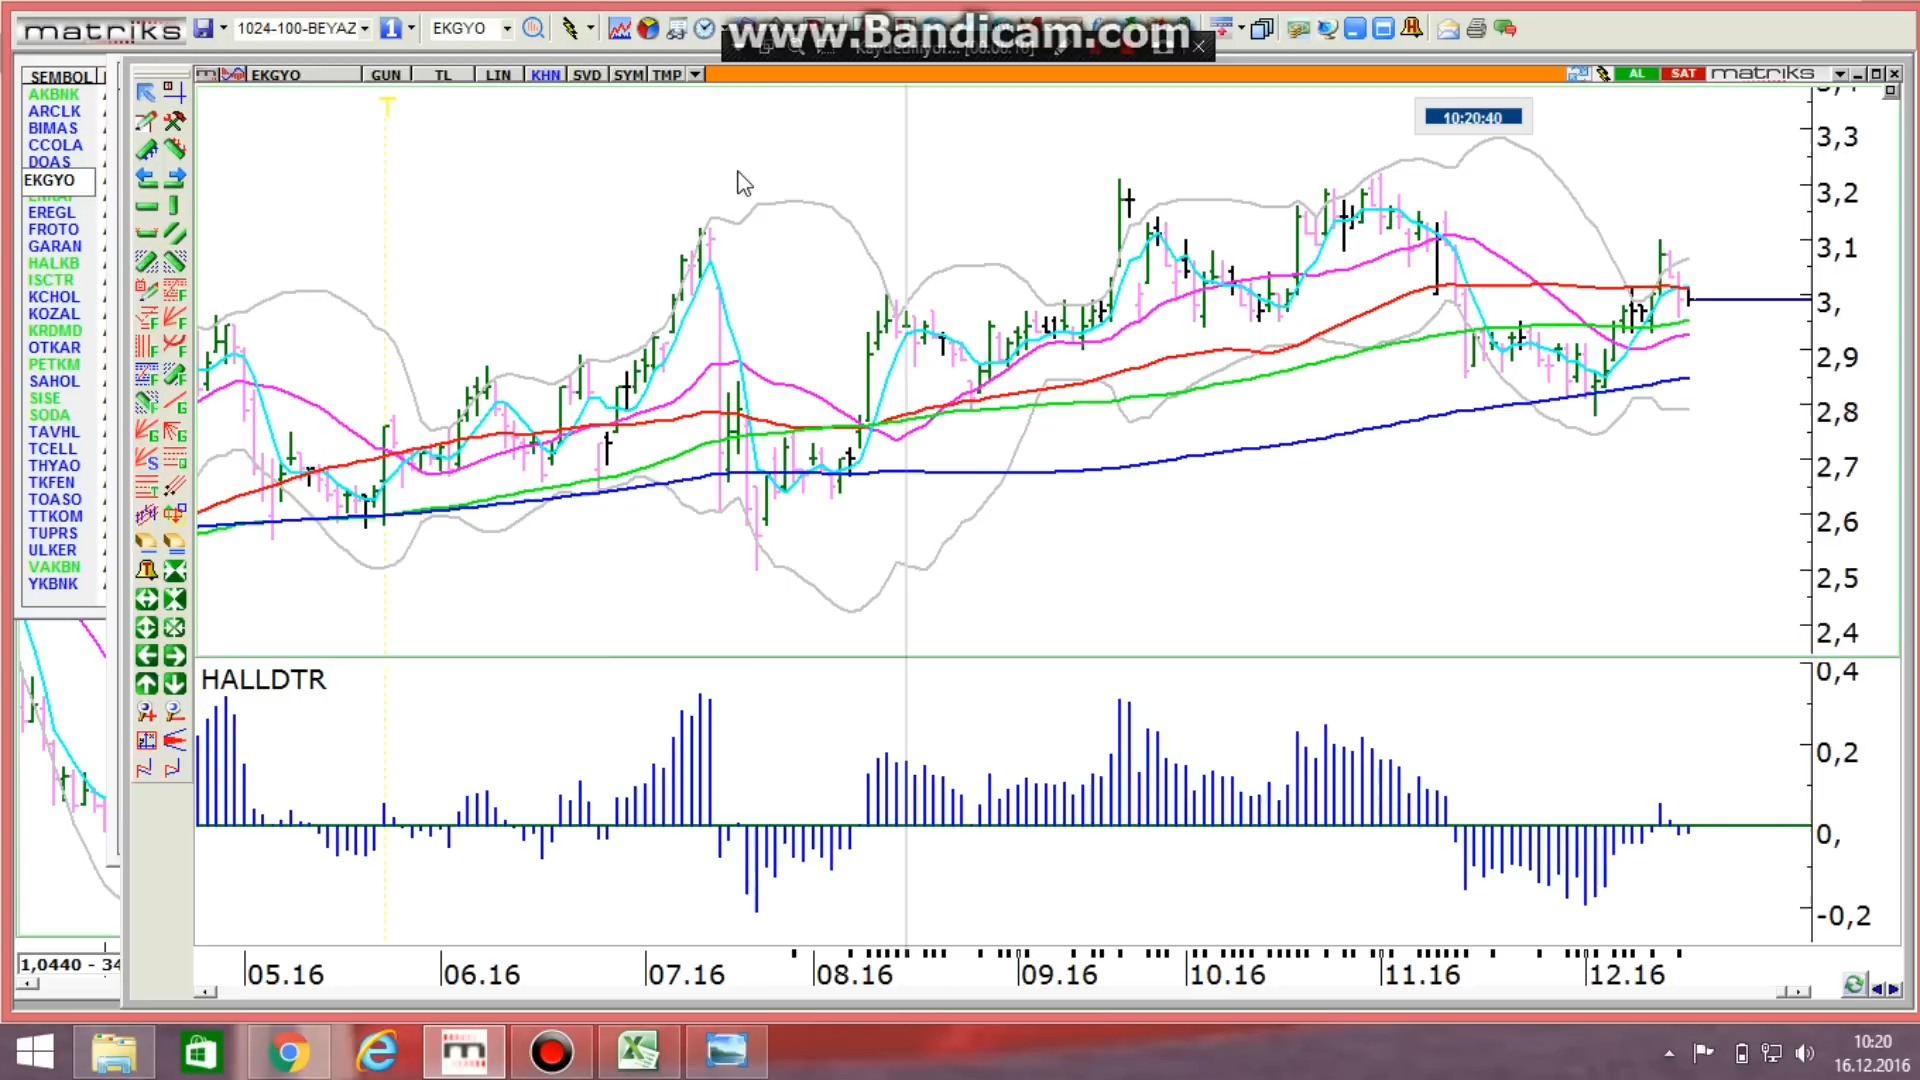 www.Bandicam.com
matriks
1024-100-BEYAZ
1
EKGYO
Kaydediliyor...
SEMBOL
AKBNK
ARCLK
BIMAS
CCOLA
DOAS
EKGYO
EREGL
FROTO
GARAN
HALKB
ISCTR
KCHOL
KOZAL
KRDMD
OTKAR
PETKM
SAHOL
SISE
SODA
TAVHL
TCELL
THYAO
TKFEN
TOASO
TTKOM
TUPRS
ULKER
VAKBN
YKBNK
1,0440 - 34
EKGYO GUN TL LIN KHN SVD SYM TMP
AL SAT matriks
10:20:40
3,3
3,2
3,1
3,
2,9
2,8
2,7
2,6
2,5
2,4
HALLDTR
0,4
0,2
0,
-0,2
05.16 06.16 07.16 08.16 09.16 10.16 11.16 12.16
10:20
16.12.2016